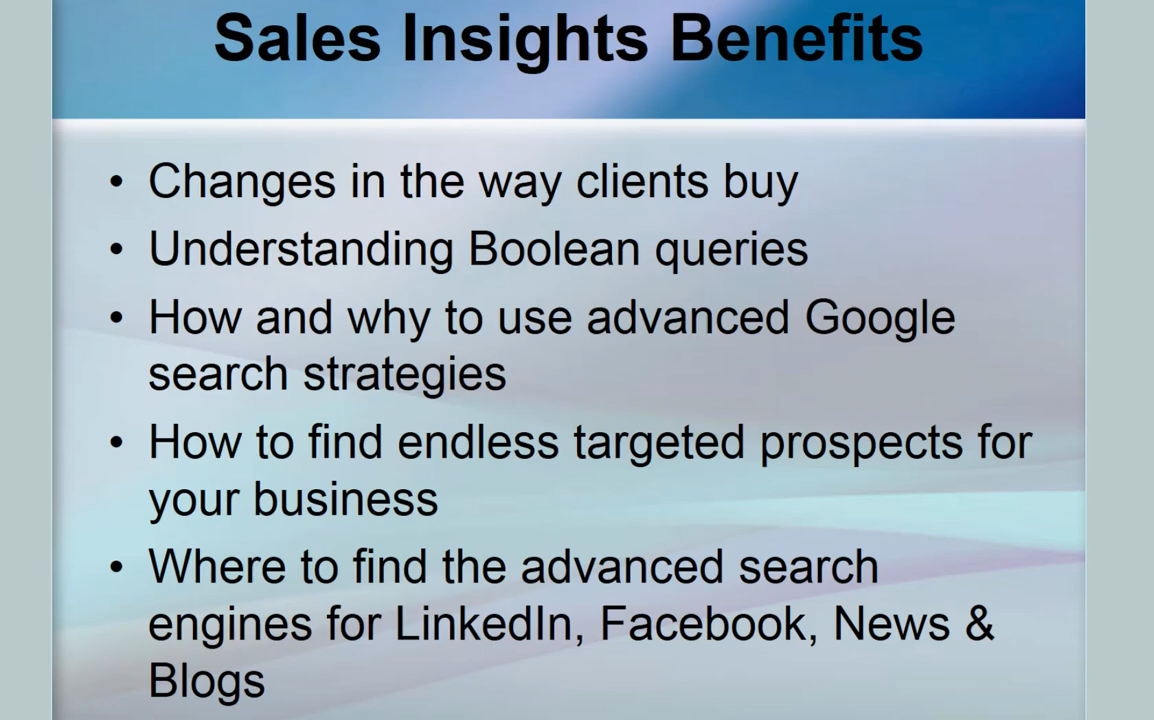 Sales Insights Benefits
• Changes in the way clients buy
• Understanding Boolean queries
• How and why to use advanced Google
search strategies
• How to find endless targeted prospects for
your business
• Where to find the advanced search
engines for LinkedIn, Facebook, News &
Blogs